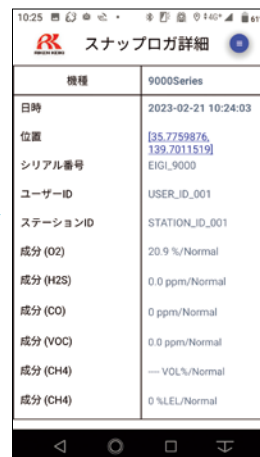 10:25 4G+ 61
RIKEN KEIKI
スナップロガ詳細
機種 9000Series
日時 2023-02-21 10:24:03
位置 [35.7759876,
139.7011519]
シリアル番号 EIGI_9000
ユーザーID USER_ID_001
ステーションID STATION_ID_001
成分 (O2) 20.9 %/Normal
成分 (H2S) 0.0 ppm/Normal
成分 (CO) 0 ppm/Normal
成分 (VOC) 0.0 ppm/Normal
成分 (CH4) --- VOL%/Normal
成分 (CH4) 0 %LEL/Normal